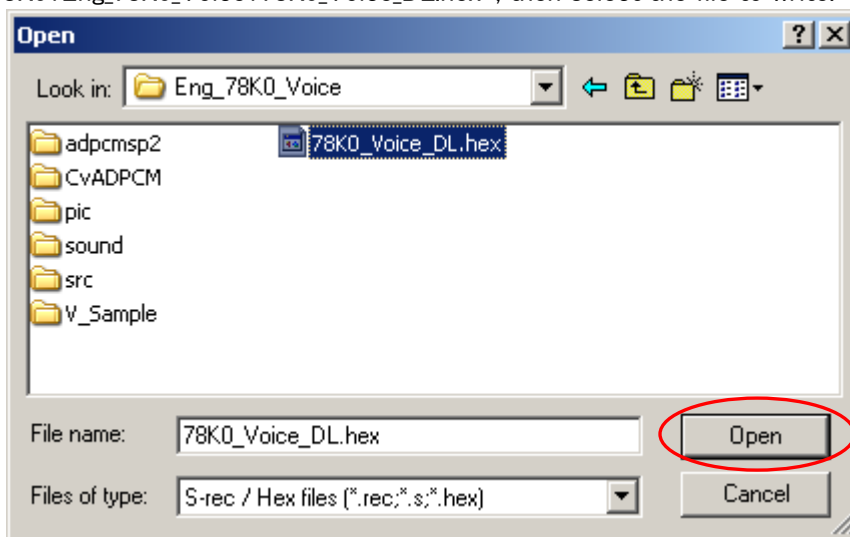 Open
Look in: Eng_78K0_Voice
adpcmsp2
78K0_Voice_DL.hex
CvADPCM
pic
sound
src
V_Sample
File name: 78K0_Voice_DL.hex Open
Files of type: S-rec / Hex files (*.rec;*.s;*.hex) Cancel